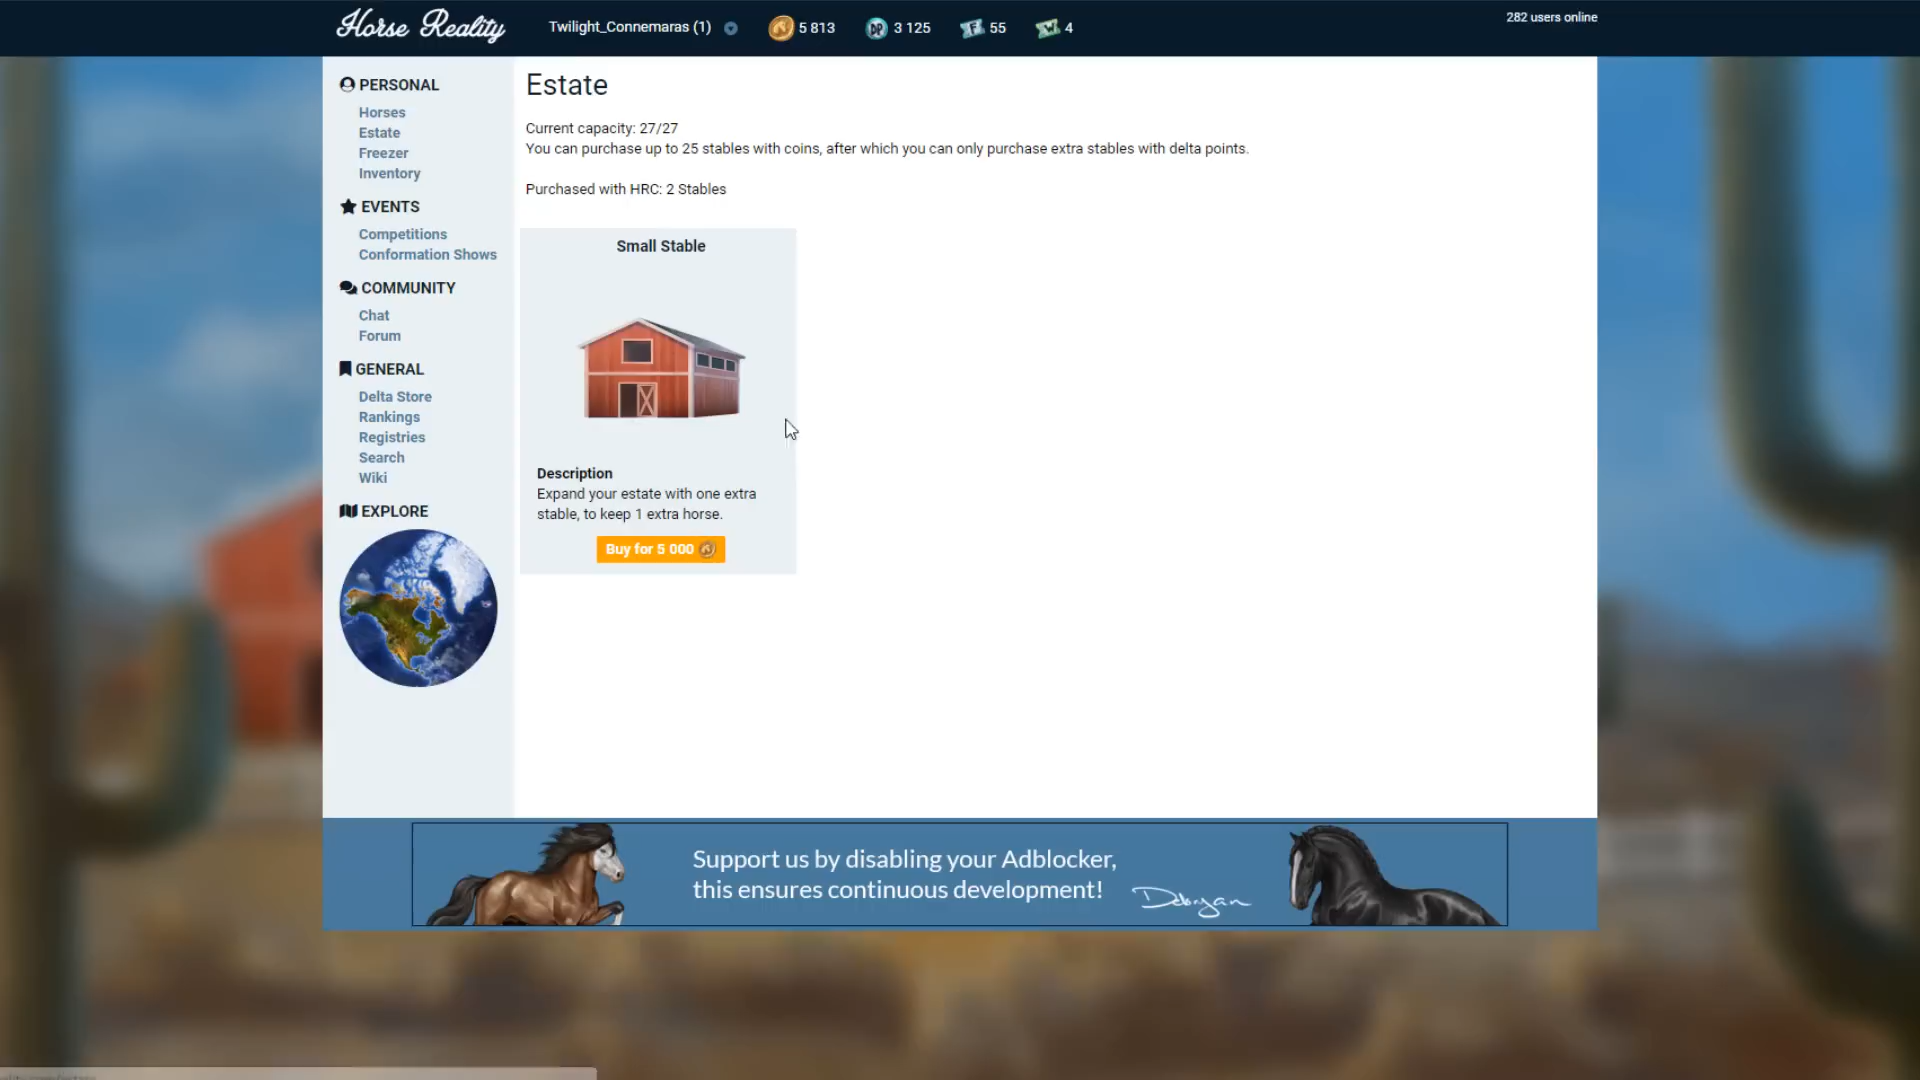 Horse Reality
Twilight_Connemaras (1)
5 813
DP
3 125
F
55
W
4
282 users online
PERSONAL
Horses
Estate
Freezer
Inventory
EVENTS
Competitions
Conformation Shows
COMMUNITY
Chat
Forum
GENERAL
Delta Store
Rankings
Registries
Search
Wiki
EXPLORE
Estate
Current capacity: 27/27
You can purchase up to 25 stables with coins, after which you can only purchase extra stables with delta points.
Purchased with HRC: 2 Stables
Small Stable
Description
Expand your estate with one extra
stable, to keep 1 extra horse.
Buy for 5 000
Support us by disabling your Adblocker,
this ensures continuous development!